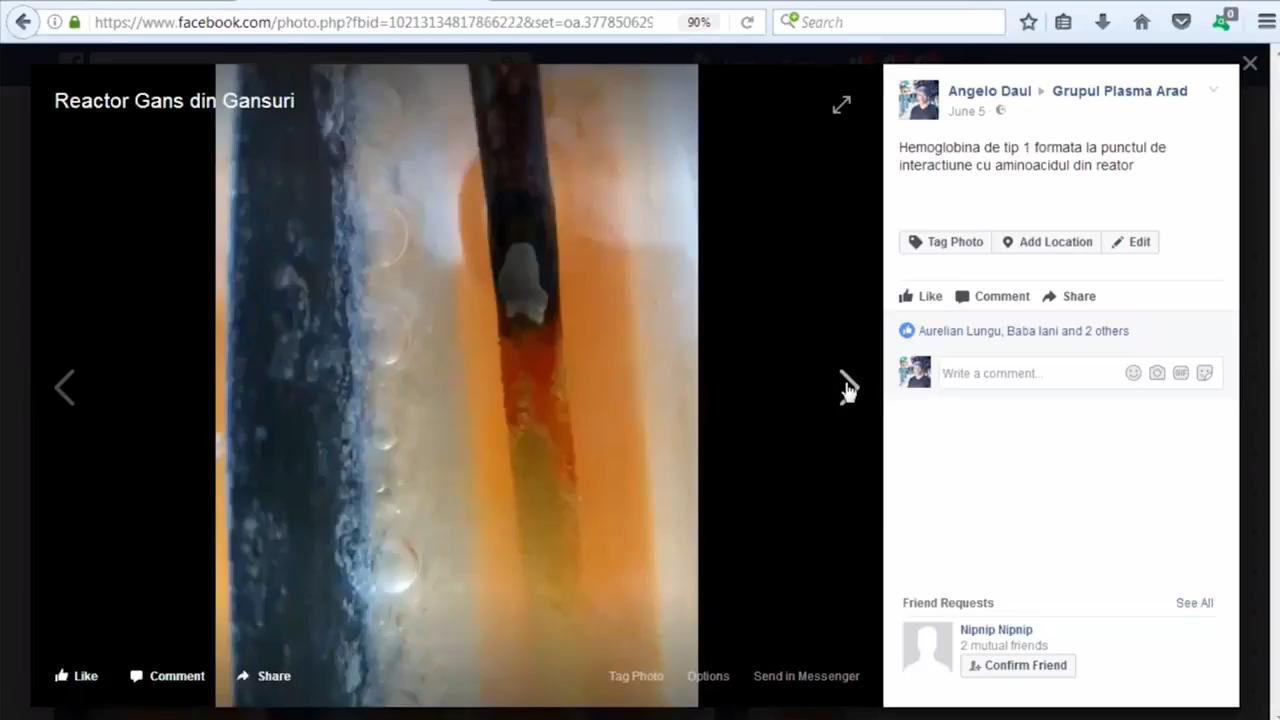 https://www.facebook.com/photo.php?fbid=10213134817866222&set=oa.377850629
90%
Search
0
Reactor Gans din Gansuri
Angelo Daul ▸ Grupul Plasma Arad
June 5 ·
Hemoglobina de tip 1 formata la punctul de
interactiune cu aminoacidul din reator
Tag Photo Add Location Edit
Like Comment Share
Aurelian Lungu, Baba Iani and 2 others
Write a comment...
GIF
Friend Requests See All
Nipnip Nipnip
2 mutual friends
Confirm Friend
Like Comment Share Tag Photo Options Send in Messenger